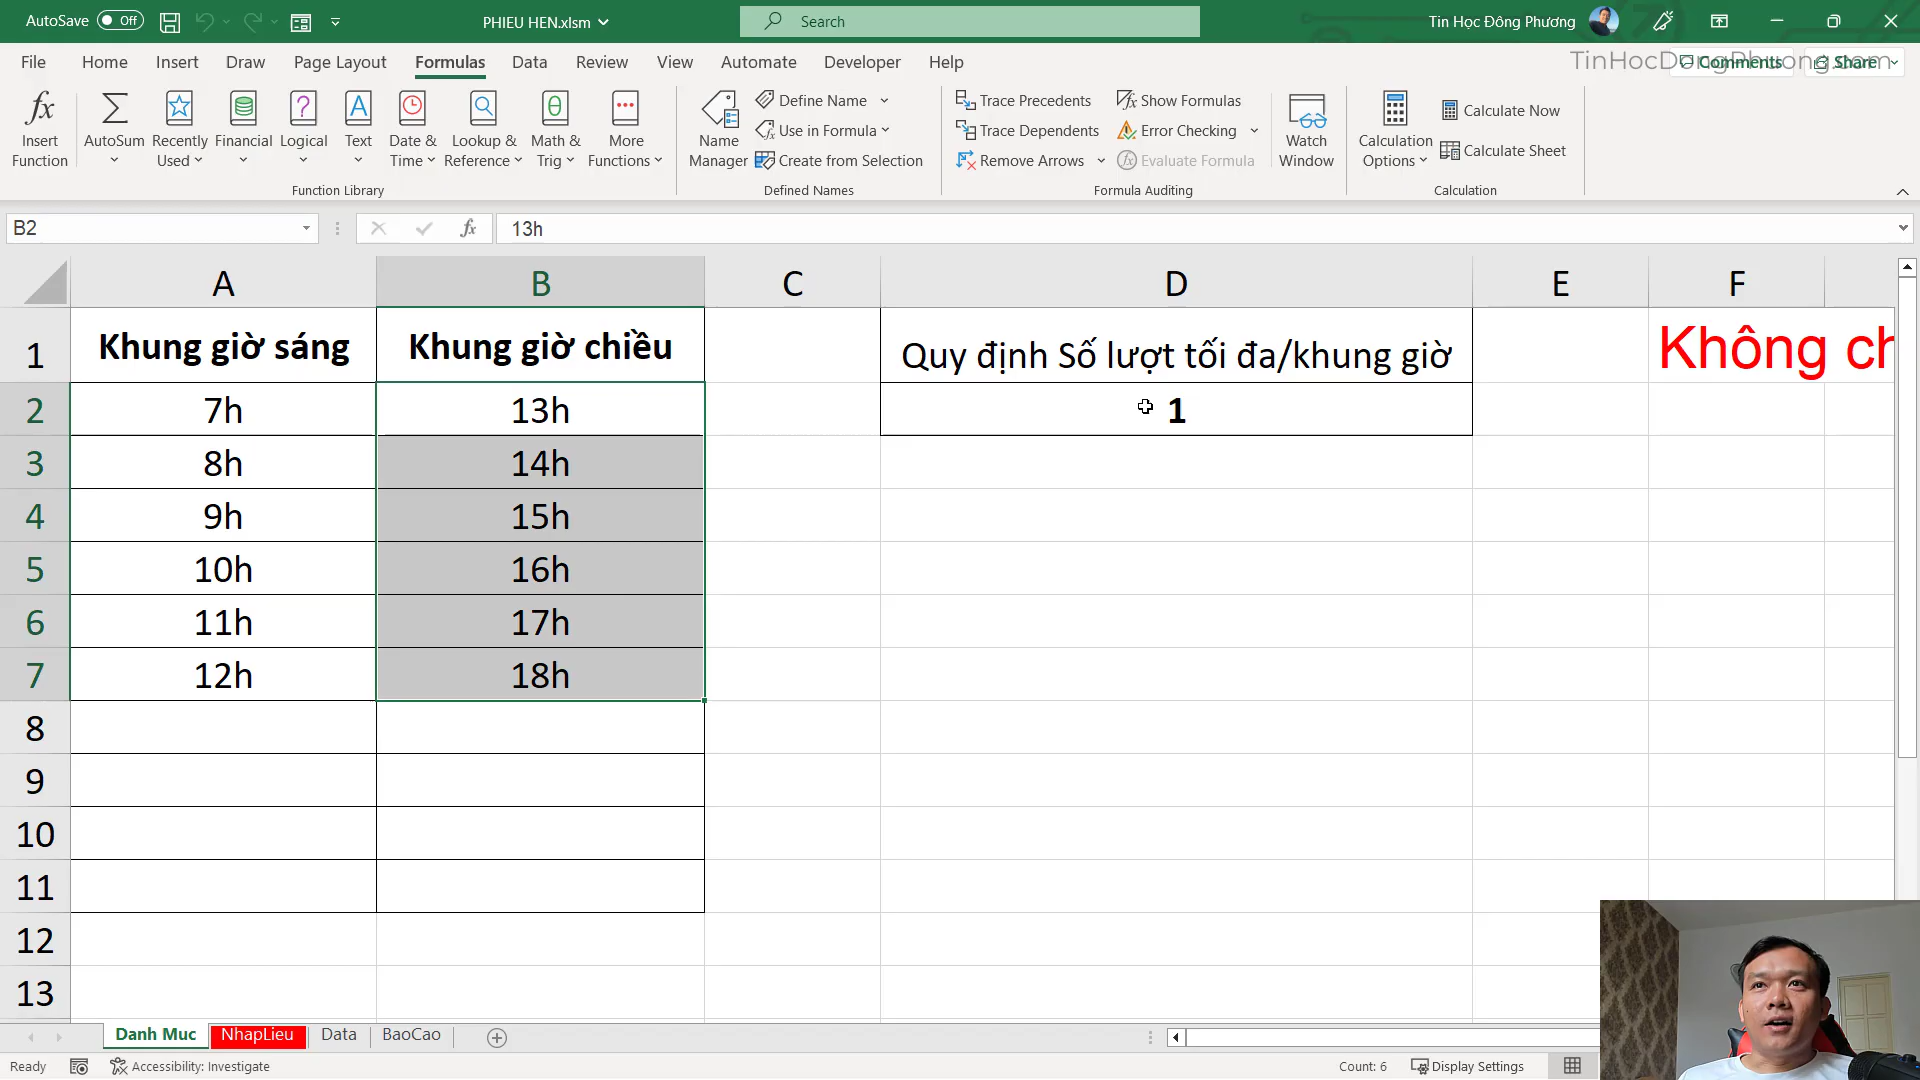 AutoSave Off PHIEU HEN.xlsm Search Tin Học Đông Phương
File Home Insert Draw Page Layout Formulas Data Review View Automate Developer Help Comments Share
TinHocDongPhuong.com
Insert Function
AutoSum
Recently Used
Financial
Logical
Text
Date & Time
Lookup & Reference
Math & Trig
More Functions
Function Library
Name Manager
Define Name
Use in Formula
Create from Selection
Defined Names
Trace Precedents
Trace Dependents
Remove Arrows
Show Formulas
Error Checking
Evaluate Formula
Formula Auditing
Watch Window
Calculation Options
Calculate Now
Calculate Sheet
Calculation
B2 fx 13h
A B C D E F
1 Khung giờ sáng Khung giờ chiều Quy định Số lượt tối đa/khung giờ Không ch
2 7h 13h 1
3 8h 14h
4 9h 15h
5 10h 16h
6 11h 17h
7 12h 18h
8
9
10
11
12
13
Danh Muc NhapLieu Data BaoCao
Ready Accessibility: Investigate Count: 6 Display Settings